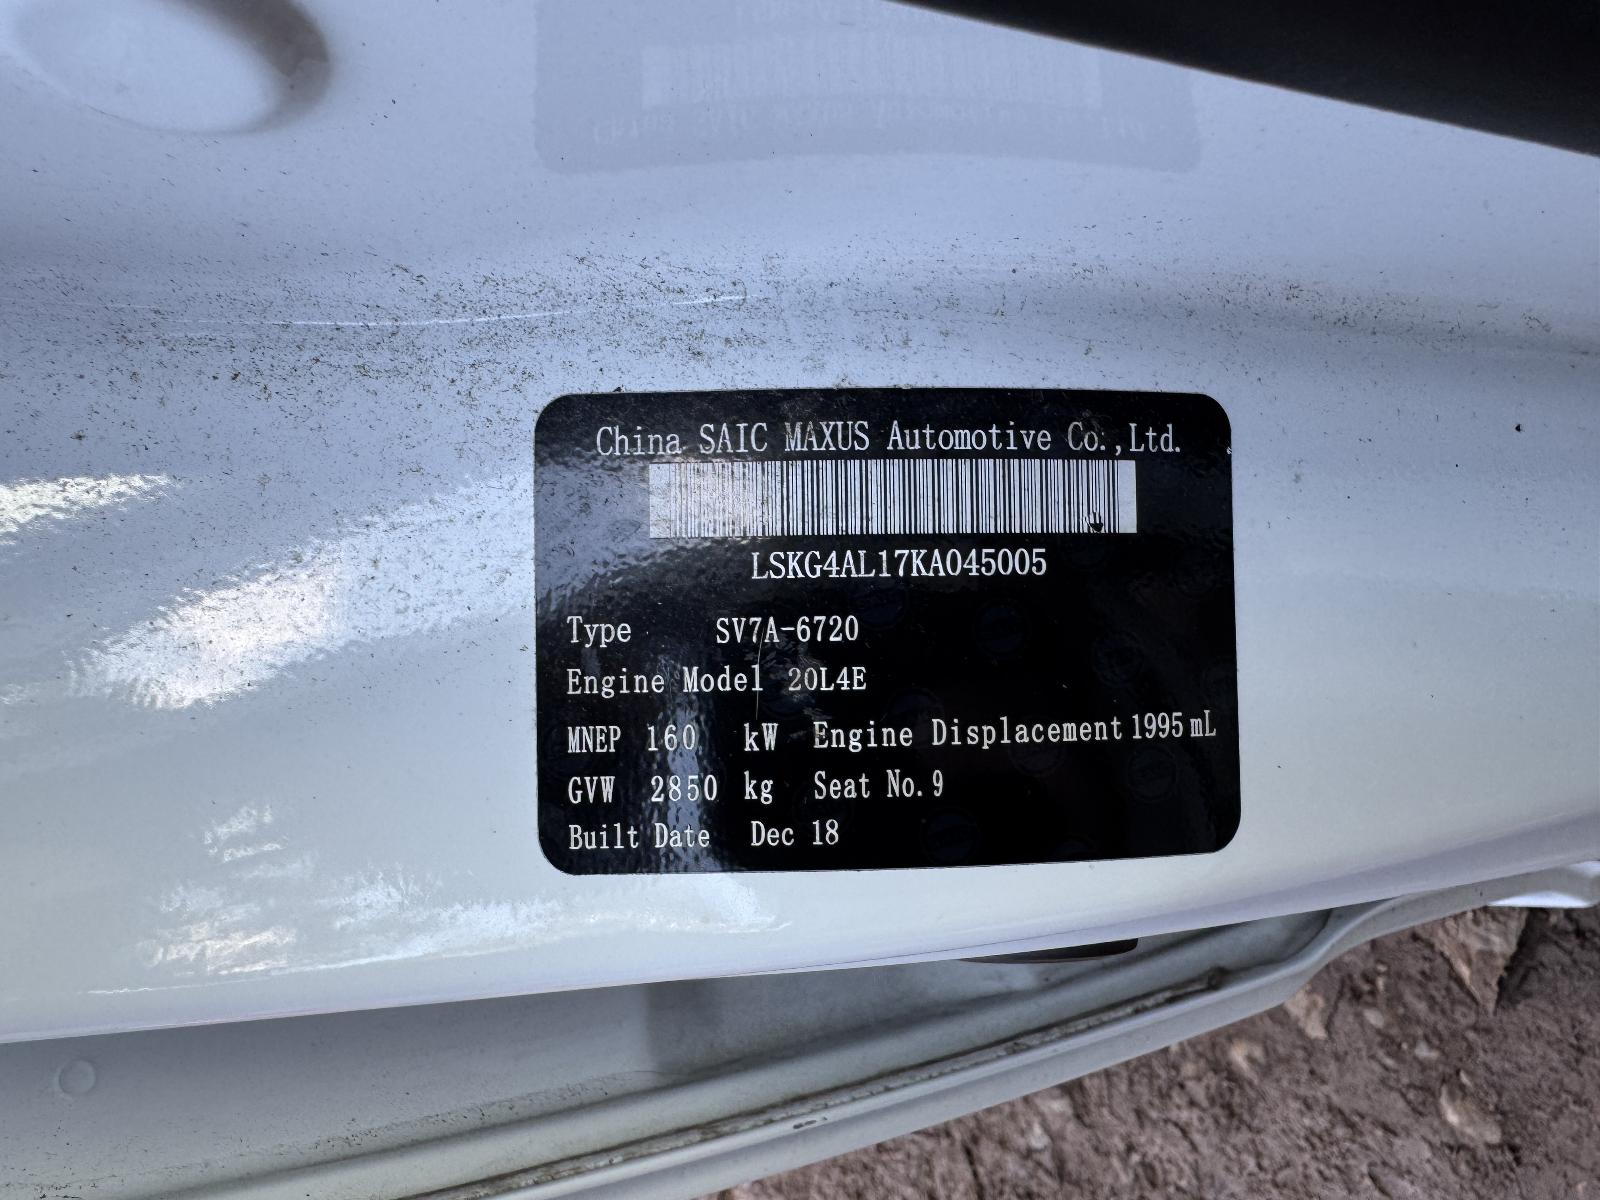 China SAIC MAXUS Automotive Co.,Ltd.
LSKG4AL17KA045005
Type SV7A-6720
Engine Model 20L4E
MNEP 160 kW Engine Displacement 1995 mL
GVW 2850 kg Seat No. 9
Built Date Dec 18